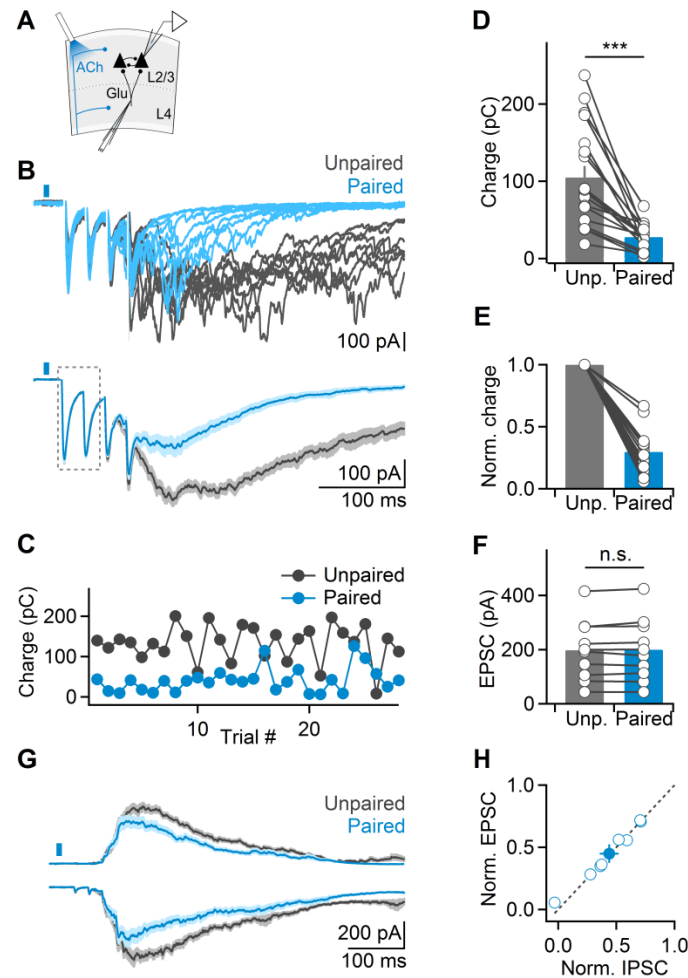 A
ACh
L2/3
Glu
L4
B
Unpaired
Paired
100 pA
100 pA
100 ms
C
Unpaired
Paired
Charge (pC)
200
100
0
10
20
Trial #
G
Unpaired
Paired
200 pA
100 ms
D
***
Charge (pC)
200
100
0
Unp. Paired
E
Norm. charge
1.0
0.5
0.0
Unp. Paired
F
n.s.
EPSC (pA)
400
200
0
Unp. Paired
H
Norm. EPSC
1.0
0.5
0.0
0.0 0.5 1.0
Norm. IPSC